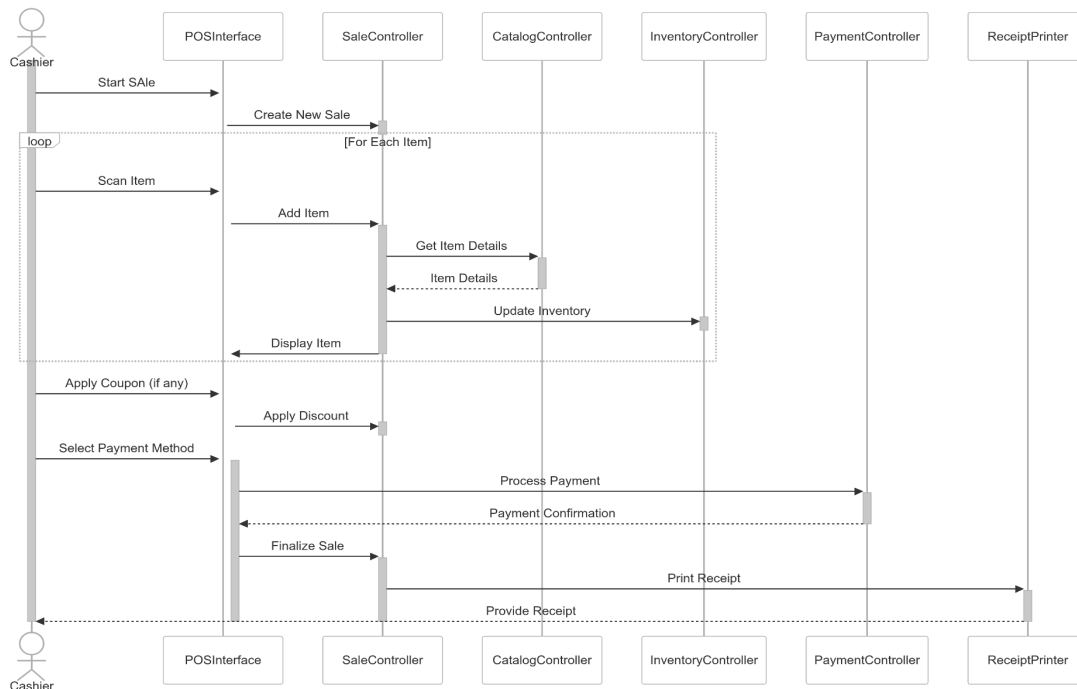 POSInterface
SaleController
CatalogController
InventoryController
PaymentController
ReceiptPrinter
Cashier
Start SAle
Create New Sale
loop
[For Each Item]
Scan Item
Add Item
Get Item Details
Item Details
Update Inventory
Display Item
Apply Coupon (if any)
Apply Discount
Select Payment Method
Process Payment
Payment Confirmation
Finalize Sale
Print Receipt
Provide Receipt
POSInterface
SaleController
CatalogController
InventoryController
PaymentController
ReceiptPrinter
Cashier